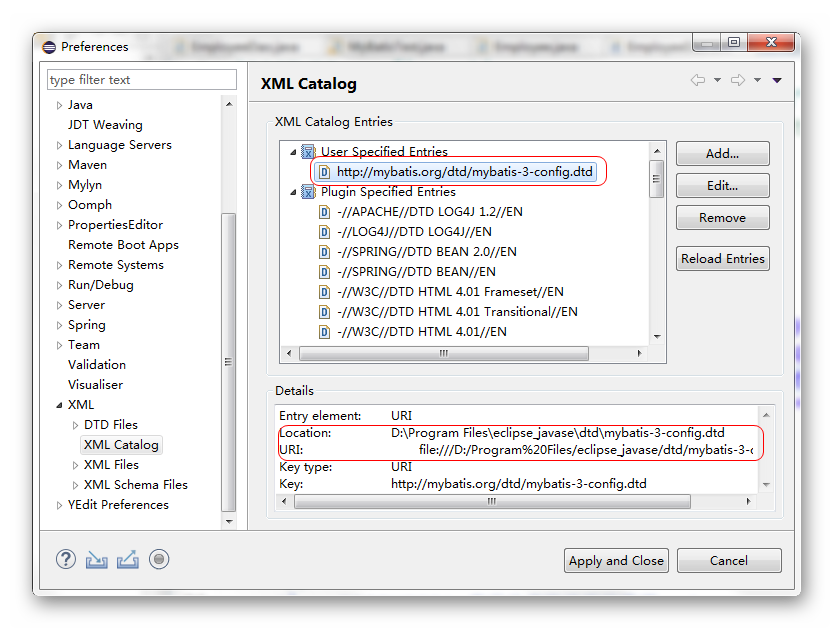 Preferences
type filter text
Java
JDT Weaving
Language Servers
Maven
Mylyn
Oomph
PropertiesEditor
Remote Boot Apps
Remote Systems
Run/Debug
Server
Spring
Team
Validation
Visualiser
XML
DTD Files
XML Catalog
XML Files
XML Schema Files
YEdit Preferences
XML Catalog
XML Catalog Entries
User Specified Entries
http://mybatis.org/dtd/mybatis-3-config.dtd
Plugin Specified Entries
-//APACHE//DTD LOG4J 1.2//EN
-//LOG4J//DTD LOG4J//EN
-//SPRING//DTD BEAN 2.0//EN
-//SPRING//DTD BEAN//EN
-//W3C//DTD HTML 4.01 Frameset//EN
-//W3C//DTD HTML 4.01 Transitional//EN
-//W3C//DTD HTML 4.01//EN
Add...
Edit...
Remove
Reload Entries
Details
Entry element: URI
Location: D:\Program Files\eclipse_javase\dtd\mybatis-3-config.dtd
URI: file:///D:/Program%20Files/eclipse_javase/dtd/mybatis-3-c
Key type: URI
Key: http://mybatis.org/dtd/mybatis-3-config.dtd
Apply and Close
Cancel